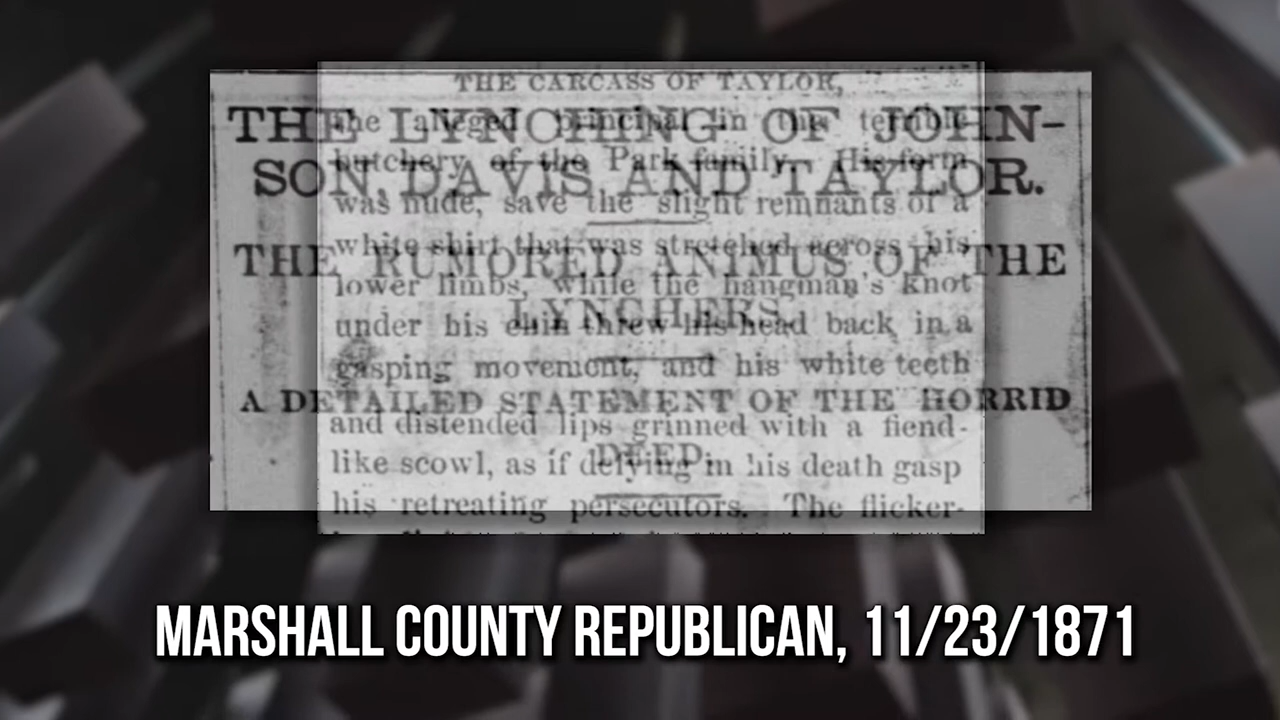 THE CARCASS OF TAYLOR,
THE LYNCHING OF JOHN-
SON, DAVIS AND TAYLOR.
THE RUMORED ANIMUS OF THE
LYNCHERS.
A DETAILED STATEMENT OF THE HORRID
DEED.
the alleged principal in this terrible
butchery of the Park family. His form
was nude, save the slight remnants of a
white shirt that was stretched across his
lower limbs, while the hangman's knot
under his chin threw his head back in a
gasping movement, and his white teeth
and distended lips grinned with a fiend-
like scowl, as if defying in his death gasp
his retreating persecutors. The flicker-
MARSHALL COUNTY REPUBLICAN, 11/23/1871